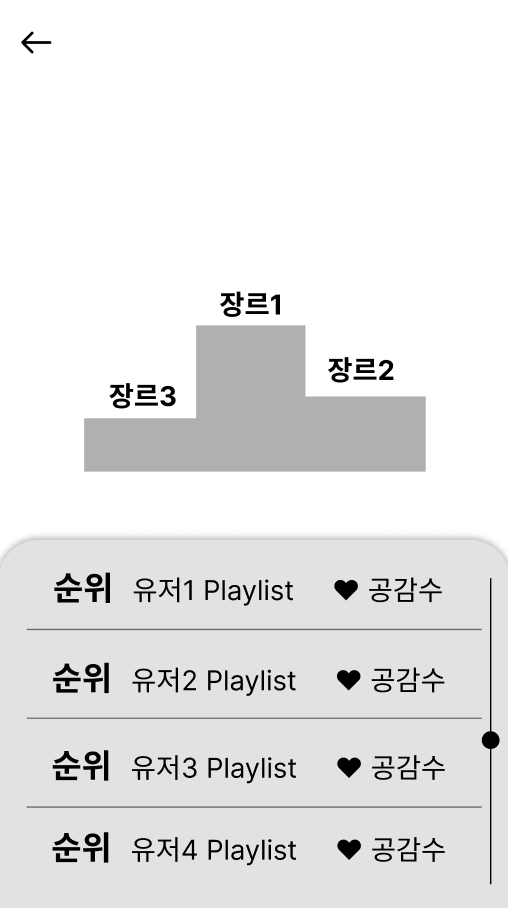 장르1
장르2
장르3
순위 유저1 Playlist ♥ 공감수
순위 유저2 Playlist ♥ 공감수
순위 유저3 Playlist ♥ 공감수
순위 유저4 Playlist ♥ 공감수